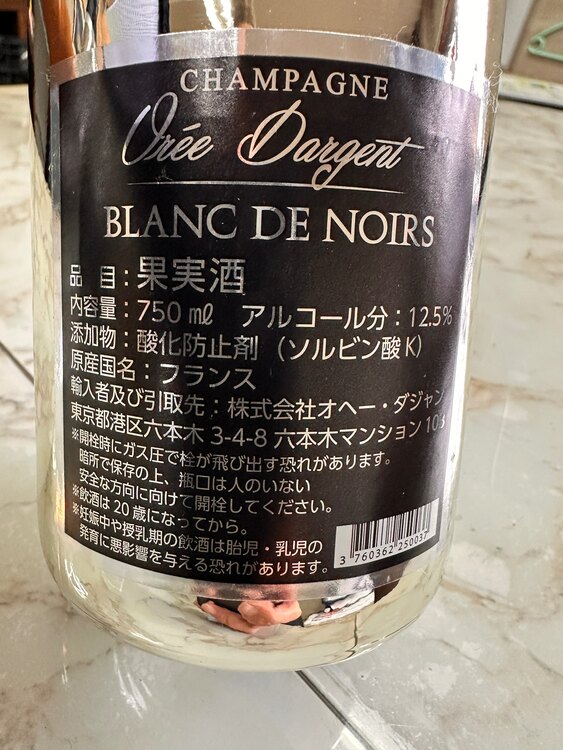 CHAMPAGNE
Orée Dargent
BLANC DE NOIRS
品 目：果実酒
内容量：750㎖ アルコール分：12.5%
添加物：酸化防止剤（ソルビン酸K）
原産国名：フランス
輸入者及び引取先：株式会社オヘー・ダジャン
東京都港区六本木 3-4-8 六本木マンション
※開栓時にガス圧で栓が飛び出す恐れがあります。
暗所で保存の上、瓶口は人のいない
安全な方向に向けて開栓してください。
※飲酒は20歳になってから。
※妊娠中や授乳期の飲酒は胎児・乳児の
発育に悪影響を与える恐れがあります。
3 760362 250037